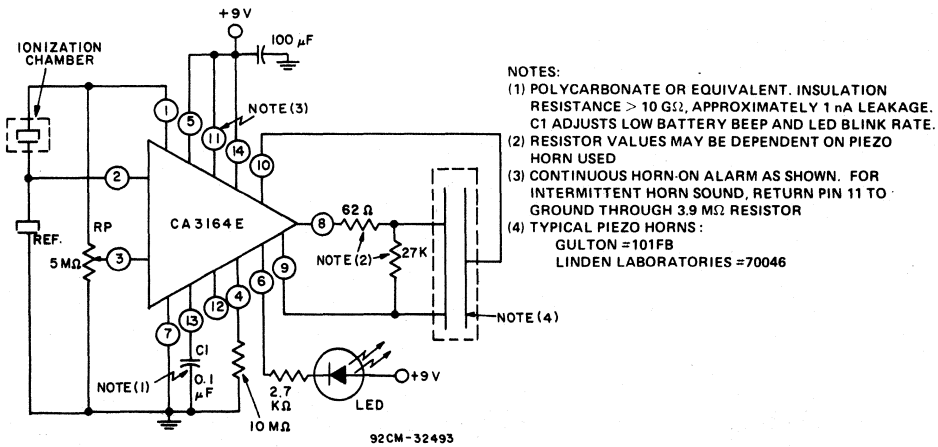 +9V
100 µF
IONIZATION
CHAMBER
NOTE(3)
1
5
11
14
10
2
CA3164E
8
62Ω
REF.
RP
5MΩ
3
NOTE(2)
27K
7
13
12
4
6
9
C1
NOTE(1)
0.1
µF
10MΩ
2.7
KΩ
LED
+9V
NOTE(4)
92CM-32493
NOTES:
(1) POLYCARBONATE OR EQUIVALENT. INSULATION
RESISTANCE > 10 GΩ, APPROXIMATELY 1 nA LEAKAGE.
C1 ADJUSTS LOW BATTERY BEEP AND LED BLINK RATE.
(2) RESISTOR VALUES MAY BE DEPENDENT ON PIEZO
HORN USED
(3) CONTINUOUS HORN-ON ALARM AS SHOWN. FOR
INTERMITTENT HORN SOUND, RETURN PIN 11 TO
GROUND THROUGH 3.9 MΩ RESISTOR
(4) TYPICAL PIEZO HORNS:
GULTON =101FB
LINDEN LABORATORIES =70046